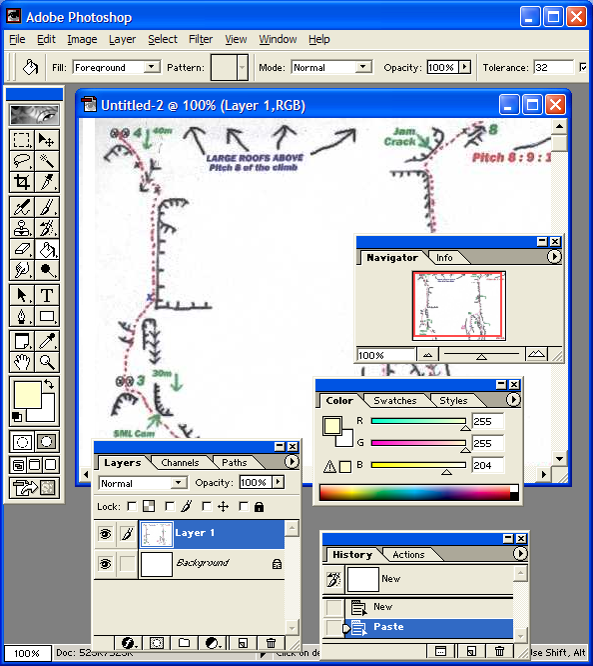 Adobe Photoshop
File Edit Image Layer Select Filter View Window Help
Fill: Foreground Pattern: Mode: Normal Opacity: 100% Tolerance: 32
Untitled-2 @ 100% (Layer 1,RGB)
4 40m
LARGE ROOFS ABOVE
Pitch 8 of the climb
Jam
Crack
8
Pitch 8:9:1
3 30m
SML Cam
Navigator Info
100%
Color Swatches Styles
R 255
G 255
B 204
Layers Channels Paths
Normal Opacity: 100%
Lock:
Layer 1
Background
History Actions
New
New
Paste
100% Doc: Click on Use Shift, Alt